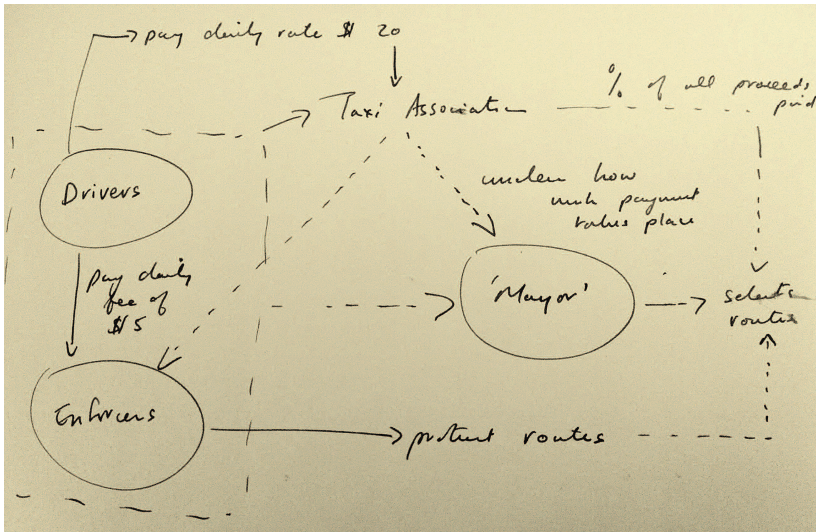 pay daily rate $ 20
Taxi Association
% of all proceeds
paid
Drivers
unclear how
much payment
takes place
pay daily
fee of
$5
'Mayor'
selects
routes
Enforcers
protect routes